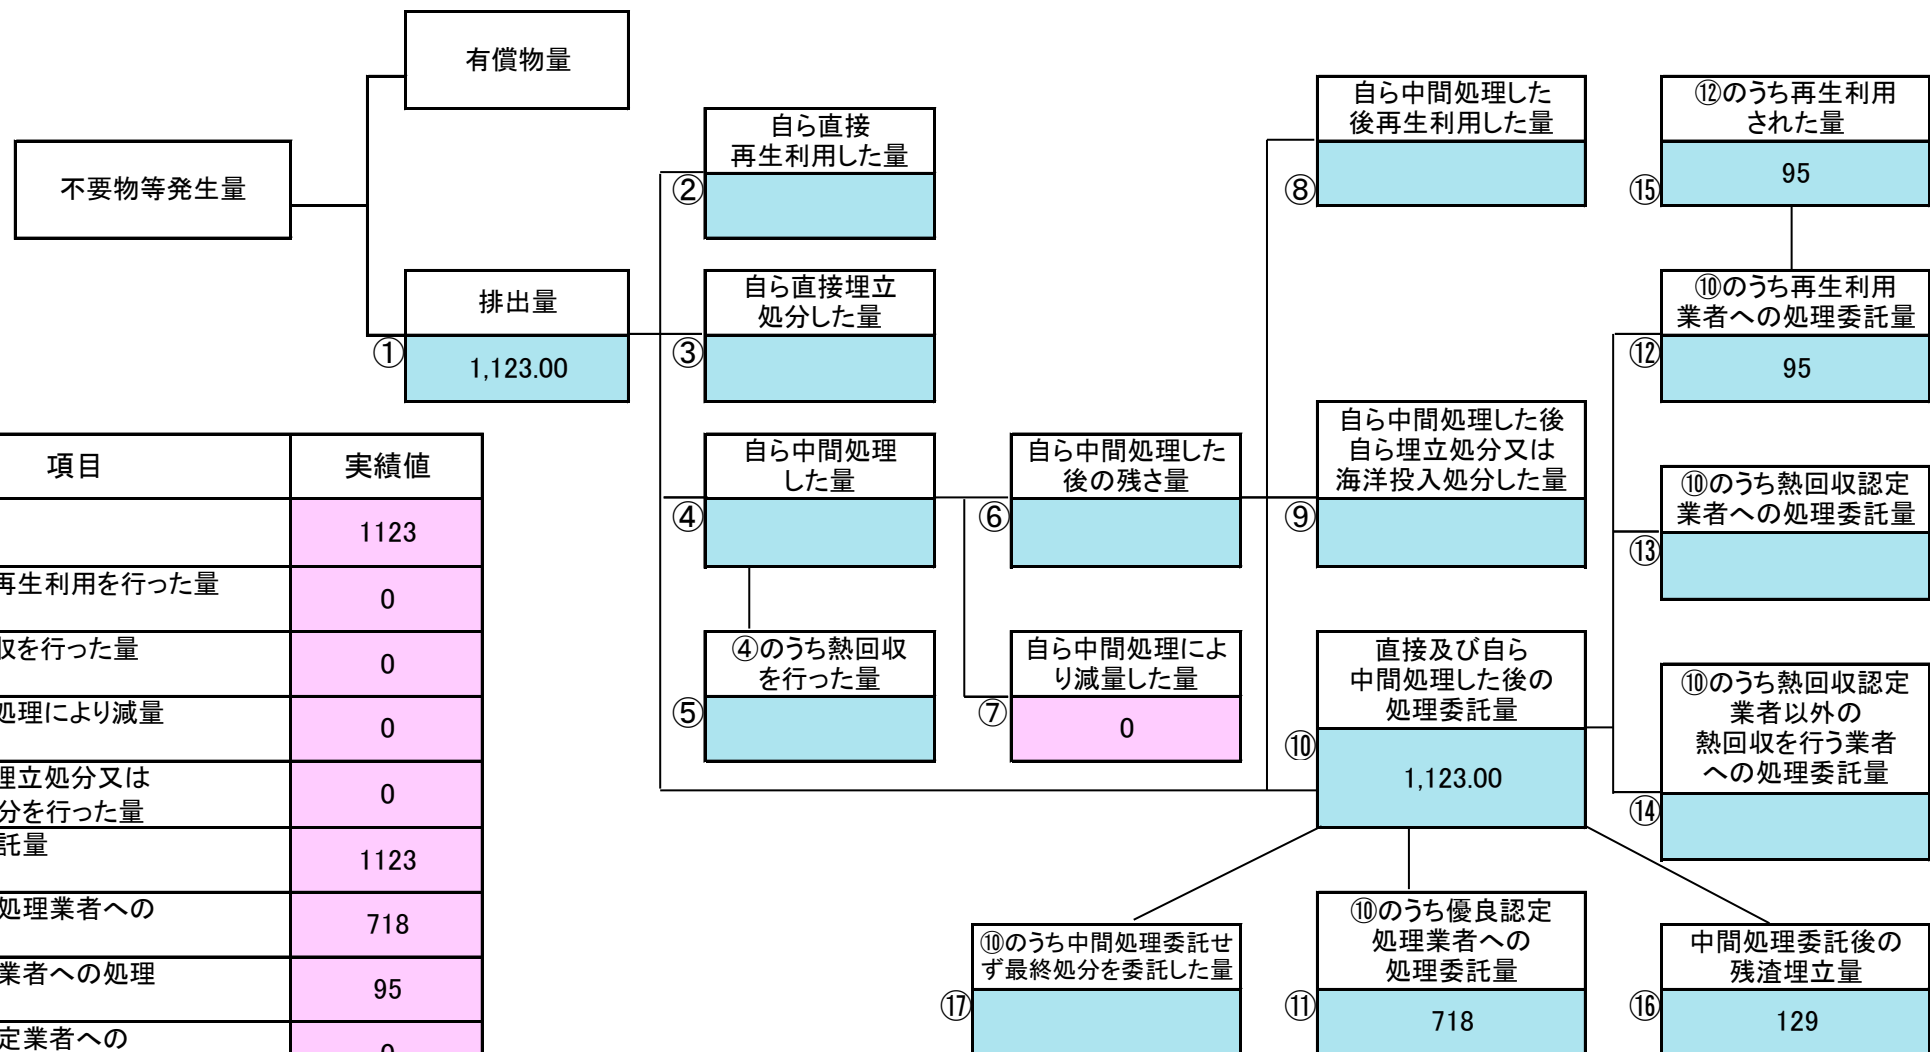 有償物量
不要物等発生量
排出量
①
1,123.00
自ら直接
再生利用した量
②
自ら直接埋立
処分した量
③
自ら中間処理
した量
④
④のうち熱回収
を行った量
⑤
自ら中間処理した
後の残さ量
⑥
自ら中間処理によ
り減量した量
⑦
0
自ら中間処理した
後再生利用した量
⑧
自ら中間処理した後
自ら埋立処分又は
海洋投入処分した量
⑨
直接及び自ら
中間処理した後の
処理委託量
⑩
1,123.00
⑫のうち再生利用
された量
⑮
95
⑩のうち再生利用
業者への処理委託量
⑫
95
⑩のうち熱回収認定
業者への処理委託量
⑬
⑩のうち熱回収認定
業者以外の
熱回収を行う業者
への処理委託量
⑭
⑩のうち中間処理委託せ
ず最終処分を委託した量
⑰
⑩のうち優良認定
処理業者への
処理委託量
⑪
718
中間処理委託後の
残渣埋立量
⑯
129
項目 実績値
1123
再生利用を行った量
0
収を行った量
0
処理により減量
0
埋立処分又は
分を行った量
0
託量
1123
処理業者への
718
業者への処理
95
定業者への
0